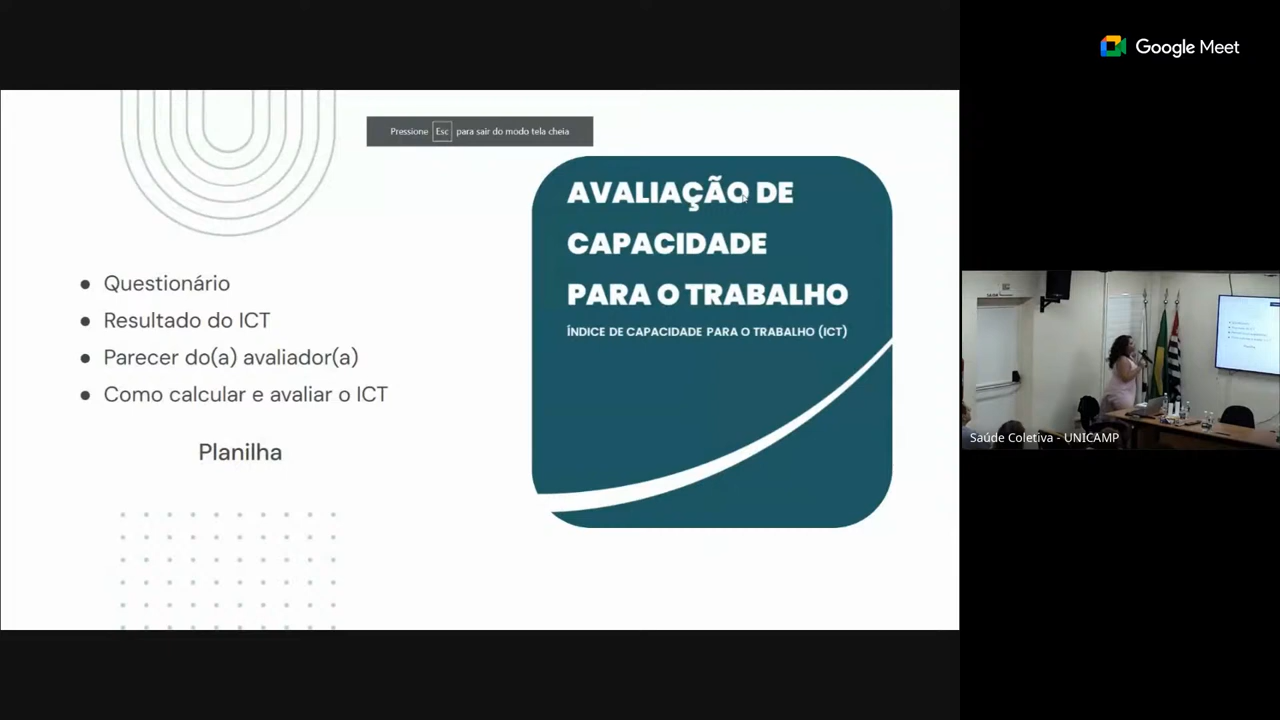 Google Meet
Pressione Esc para sair do modo tela cheia
AVALIAÇÃO DE
CAPACIDADE
PARA O TRABALHO
ÍNDICE DE CAPACIDADE PARA O TRABALHO (ICT)
● Questionário
● Resultado do ICT
● Parecer do(a) avaliador(a)
● Como calcular e avaliar o ICT
Planilha
Saúde Coletiva - UNICAMP